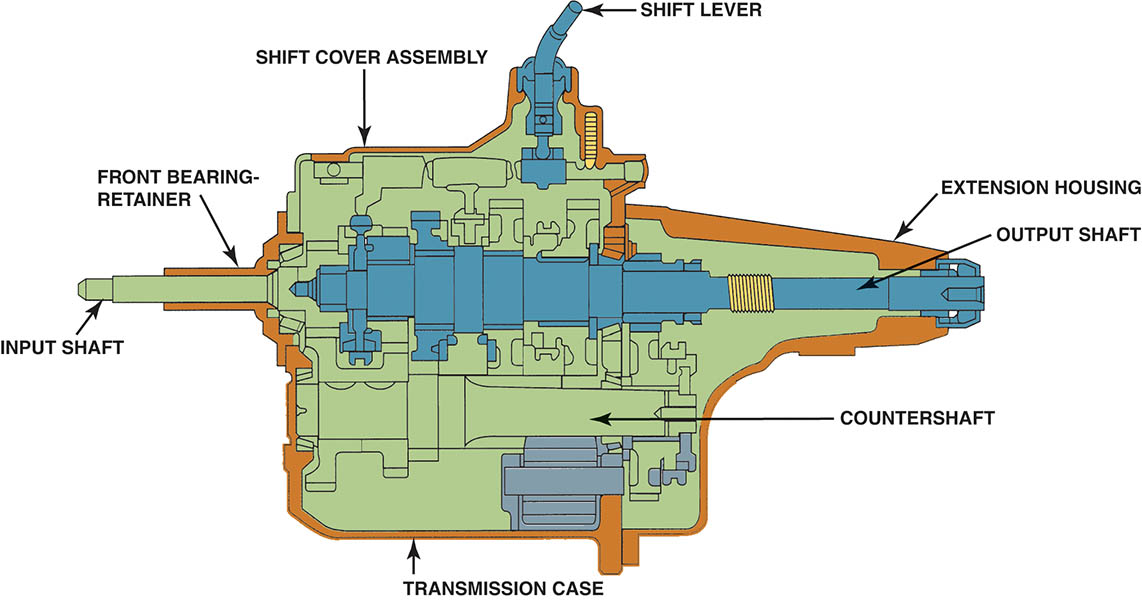 SHIFT LEVER
SHIFT COVER ASSEMBLY
FRONT BEARING-
RETAINER
EXTENSION HOUSING
OUTPUT SHAFT
INPUT SHAFT
COUNTERSHAFT
TRANSMISSION CASE